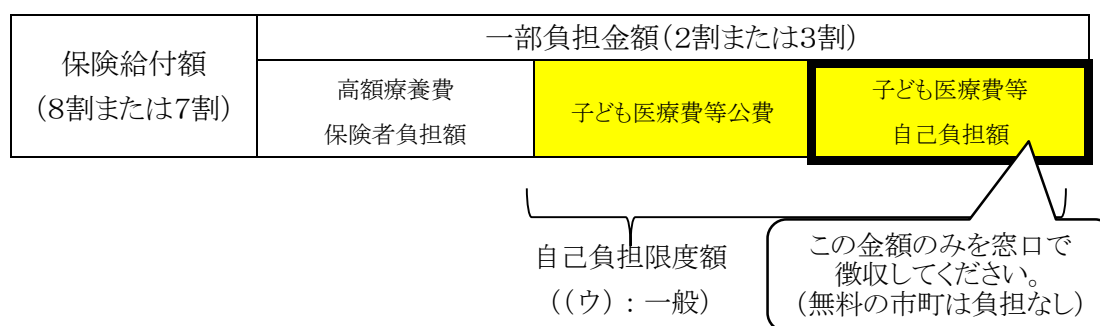 保険給付額
(8割または7割)
一部負担金額(2割または3割)
高額療養費
保険者負担額
子ども医療費等公費
子ども医療費等
自己負担額
自己負担限度額
((ウ):一般)
この金額のみを窓口で
徴収してください。
(無料の市町は負担なし)